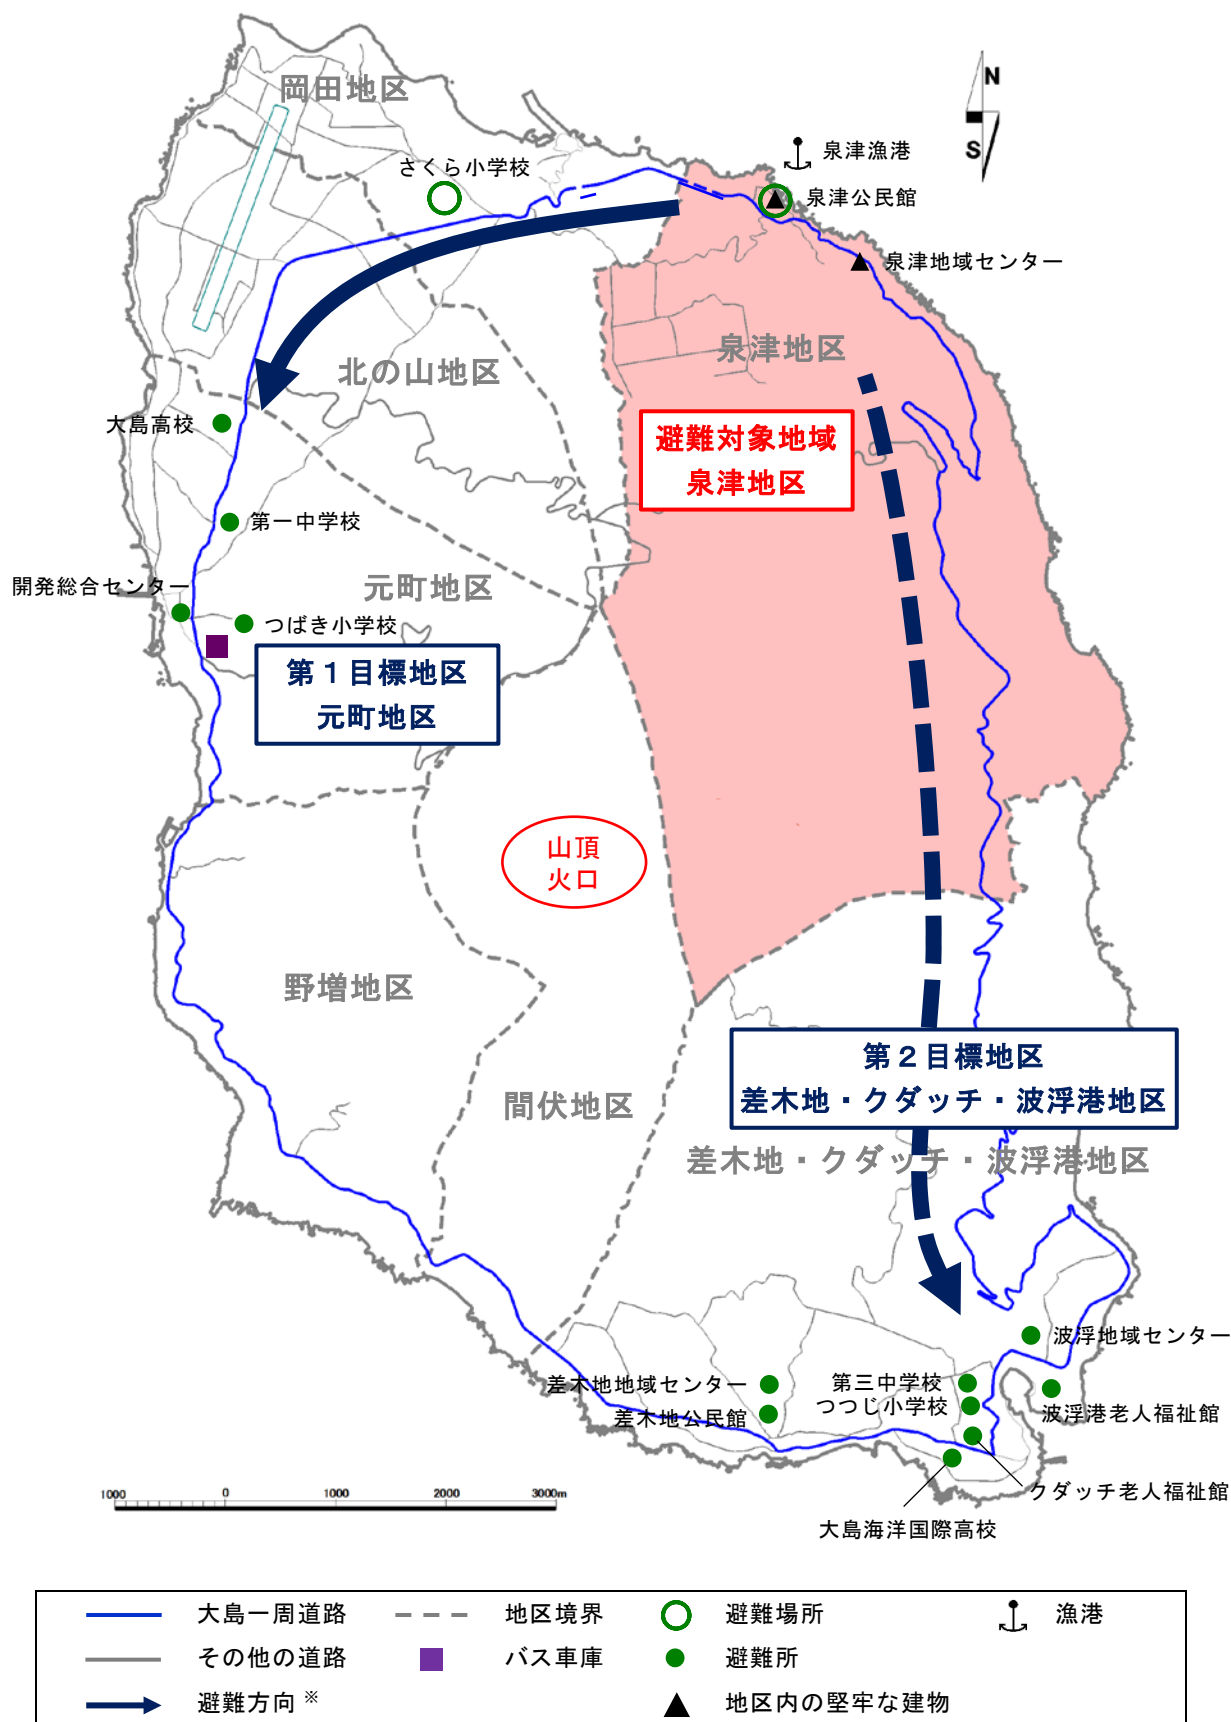 岡田地区
N
S
さくら小学校
泉津漁港
泉津公民館
泉津地域センター
泉津地区
北の山地区
避難対象地域
泉津地区
大島高校
第一中学校
元町地区
開発総合センター
つばき小学校
第１目標地区
元町地区
山頂
火口
野増地区
間伏地区
第２目標地区
差木地・クダッチ・波浮港地区
差木地・クダッチ・波浮港地区
波浮地域センター
差木地地域センター
第三中学校
つつじ小学校
差木地公民館
波浮港老人福祉館
クダッチ老人福祉館
大島海洋国際高校
1000 0 1000 2000 3000m
大島一周道路 地区境界 避難場所 漁港
その他の道路 バス車庫 避難所
避難方向※ 地区内の堅牢な建物